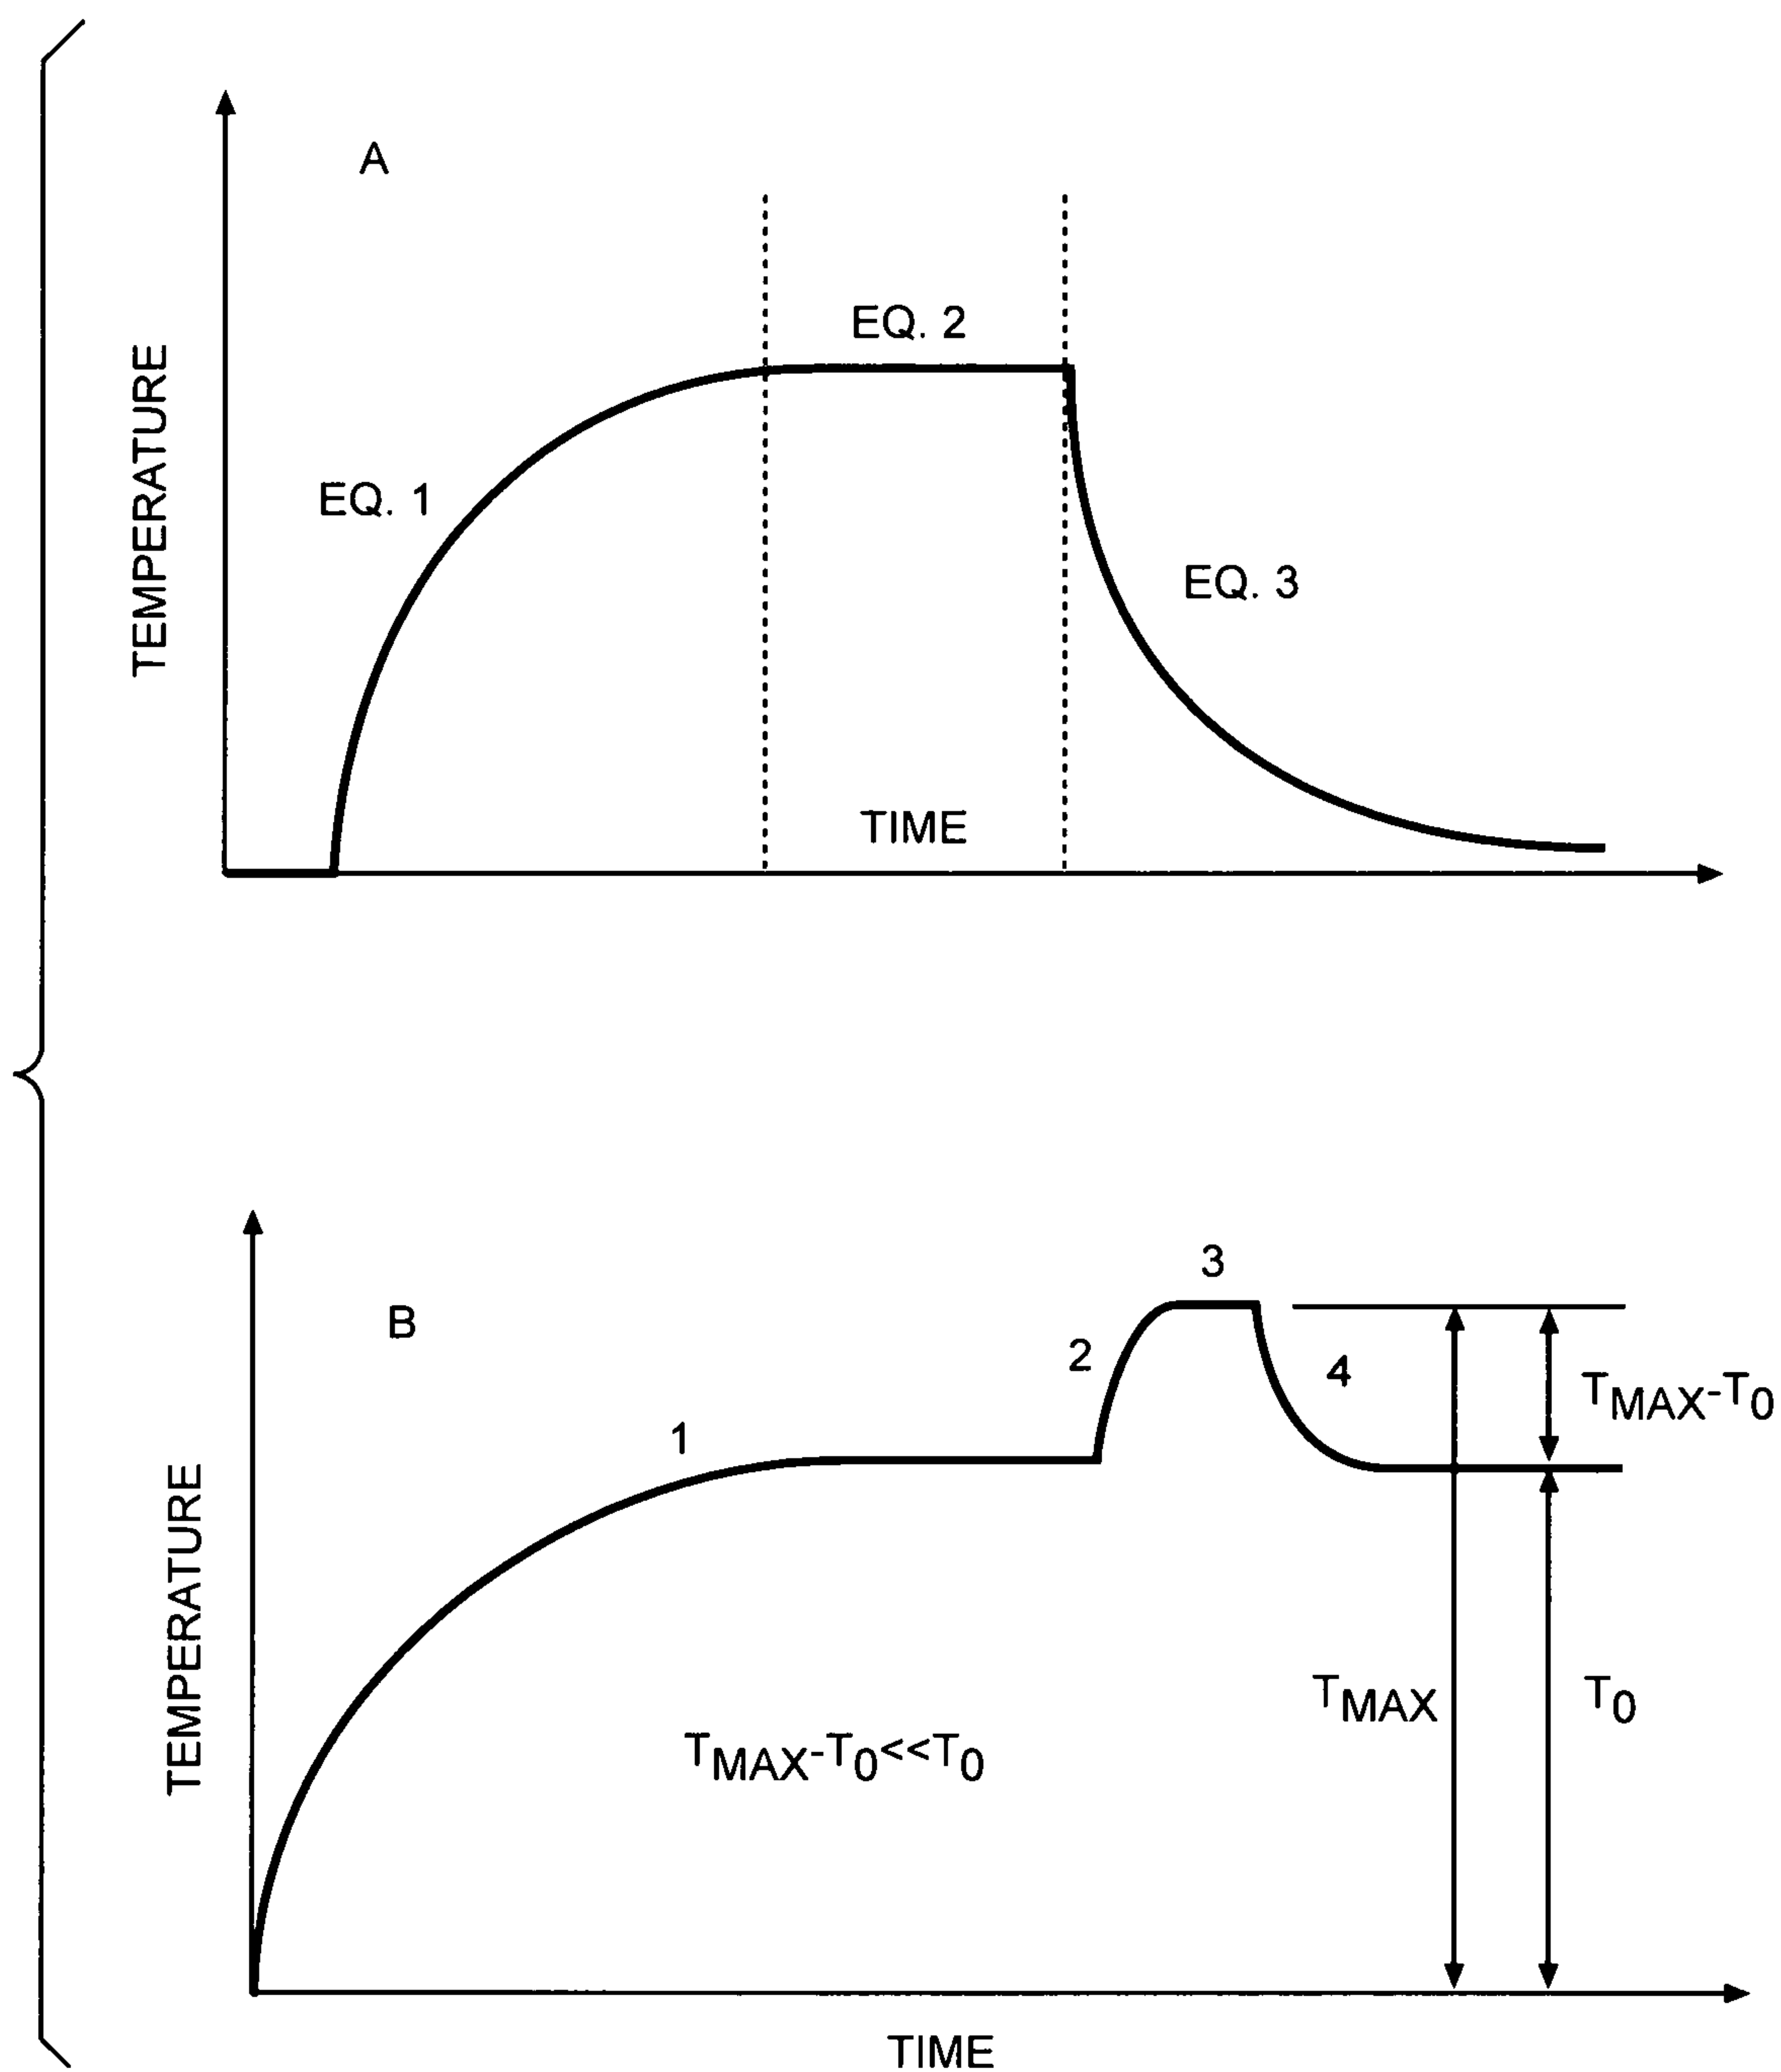 A
TEMPERATURE
EQ. 1
EQ. 2
EQ. 3
TIME
B
TEMPERATURE
1
2
3
4
TMAX-T0
TMAX
T0
TMAX-T0<<T0
TIME